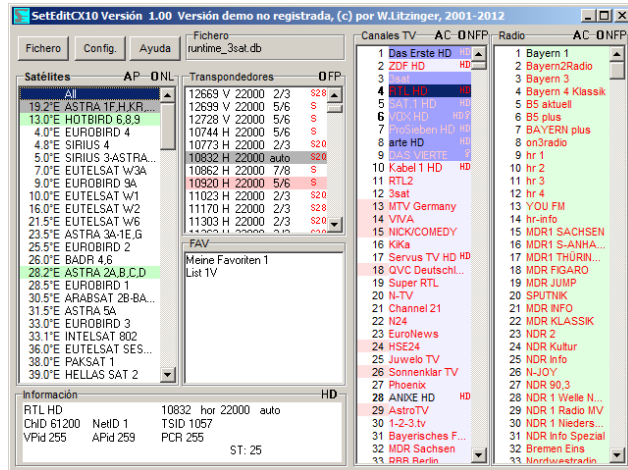 SetEditCX10 Versión 1.00 Versión demo no registrada, (c) por W.Litzinger, 2001-2012
Fichero
Config.
Ayuda
Fichero
runtime_3sat.db
Satélites AP ONL
All
19.2°E ASTRA 1F,H,KR,...
13.0°E HOTBIRD 6,8,9
4.0°E EUROBIRD 4
4.8°E SIRIUS 4
5.0°E SIRIUS 3-ASTRA...
7.0°E EUTELSAT W3A
9.0°E EUROBIRD 9A
10.0°E EUTELSAT W1
16.0°E EUTELSAT W2
21.5°E EUTELSAT W6
23.5°E ASTRA 3A-1E,G
25.5°E EUROBIRD 2
26.0°E BADR 4,6
28.2°E ASTRA 2A,B,C,D
28.5°E EUROBIRD 1
30.5°E ARABSAT 2B-BA...
31.5°E ASTRA 5A
33.0°E EUROBIRD 3
33.1°E INTELSAT 802
36.0°E EUTELSAT SES...
38.0°E PAKSAT 1
39.0°E HELLAS SAT 2
Transpondedores OFP
12669 V 22000 2/3 S28
12699 V 22000 5/6 S
12728 V 22000 5/6 S
10744 H 22000 5/6 S
10773 H 22000 2/3 S20
10832 H 22000 auto S20
10862 H 22000 7/8 S
10920 H 22000 5/6 S
11023 H 22000 2/3 S20
11170 H 22000 2/3 S28
11303 H 22000 2/3 S20
FAV
Meine Favoriten 1
List 1V
Canales TV AC ONFP
1 Das Erste HD HD
2 ZDF HD HD
3 3sat
4 RTL HD HD
5 SAT.1 HD HD
6 VOX HD HD?
7 ProSieben HD HD
8 arte HD HD
9 DAS VIERTE ?
10 Kabel 1 HD HD
11 RTL2
12 3sat
13 MTV Germany
14 VIVA
15 NICK/COMEDY
16 KiKa
17 Servus TV HD HD
18 QVC Deutschl...
19 Super RTL
20 N-TV
21 Channel 21
22 N24
23 EuroNews
24 HSE24
25 Juwelo TV
26 Sonnenklar TV
27 Phoenix
28 ANIXE HD HD
29 AstroTV
30 1-2-3.tv
31 Bayerisches F...
32 MDR Sachsen
33 RBB Berlin
Radio AC ONFP
1 Bayern 1
2 Bayern2Radio
3 Bayern 3
4 Bayern 4 Klassik
5 B5 aktuell
6 B5 plus
7 BAYERN plus
8 on3radio
9 hr 1
10 hr 2
11 hr 3
12 hr 4
13 YOU FM
14 hr-info
15 MDR1 SACHSEN
16 MDR1 S-ANHA...
17 MDR1 THÜRIN...
18 MDR FIGARO
19 MDR JUMP
20 SPUTNIK
21 MDR INFO
22 MDR KLASSIK
23 NDR 2
24 NDR Kultur
25 NDR Info
26 N-JOY
27 NDR 90,3
28 NDR 1 Welle N...
29 NDR 1 Radio MV
30 NDR 1 Nieders...
31 NDR Info Spezial
32 Bremen Eins
33 Nordwestradio
Información HD
RTL HD 10832 hor 22000 auto
ChID 61200 NetID 1 TSID 1057
VPid 255 APid 259 PCR 255
ST: 25